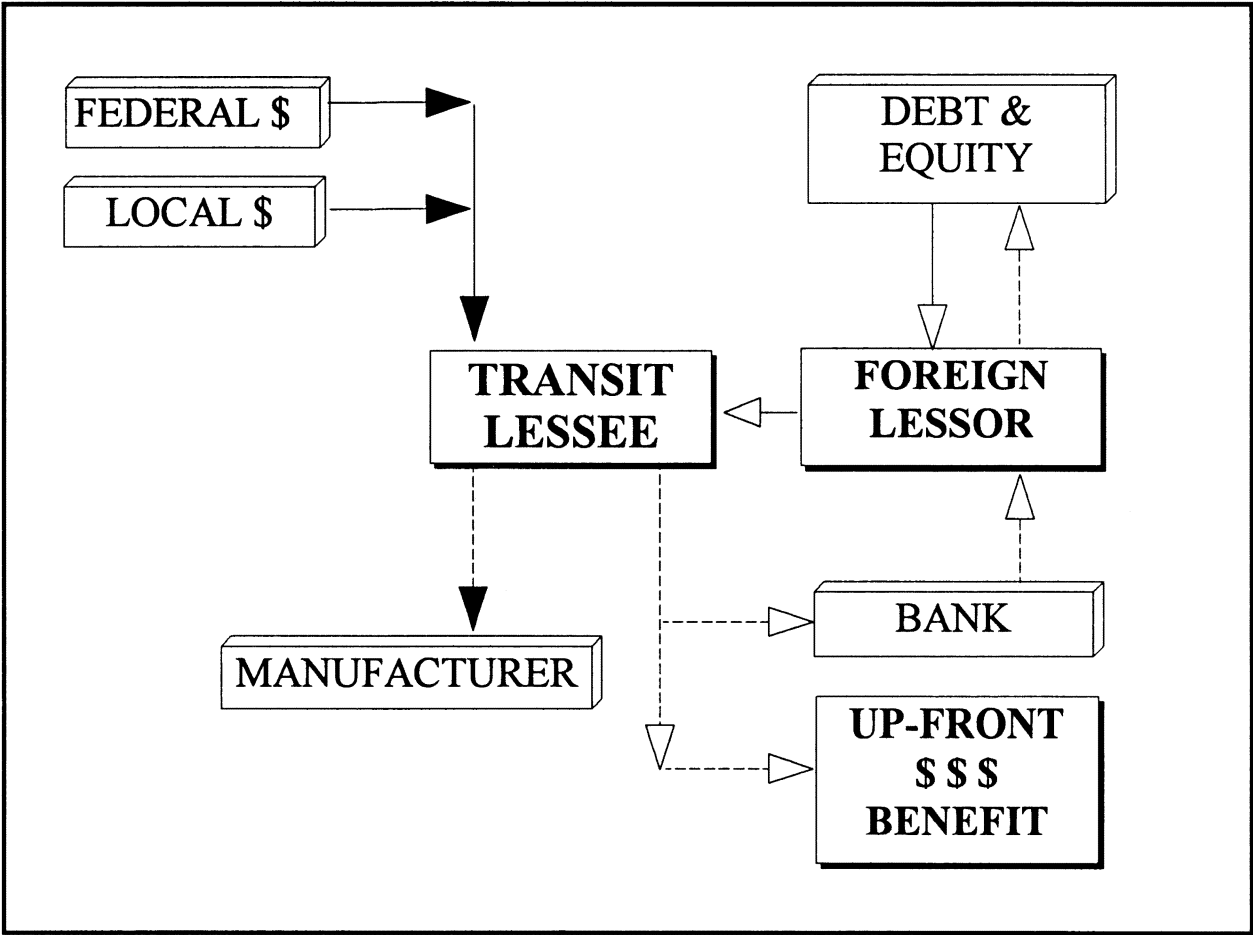 FEDERAL $
LOCAL $
DEBT &
EQUITY
TRANSIT
LESSEE
FOREIGN
LESSOR
MANUFACTURER
BANK
UP-FRONT
$ $ $
BENEFIT